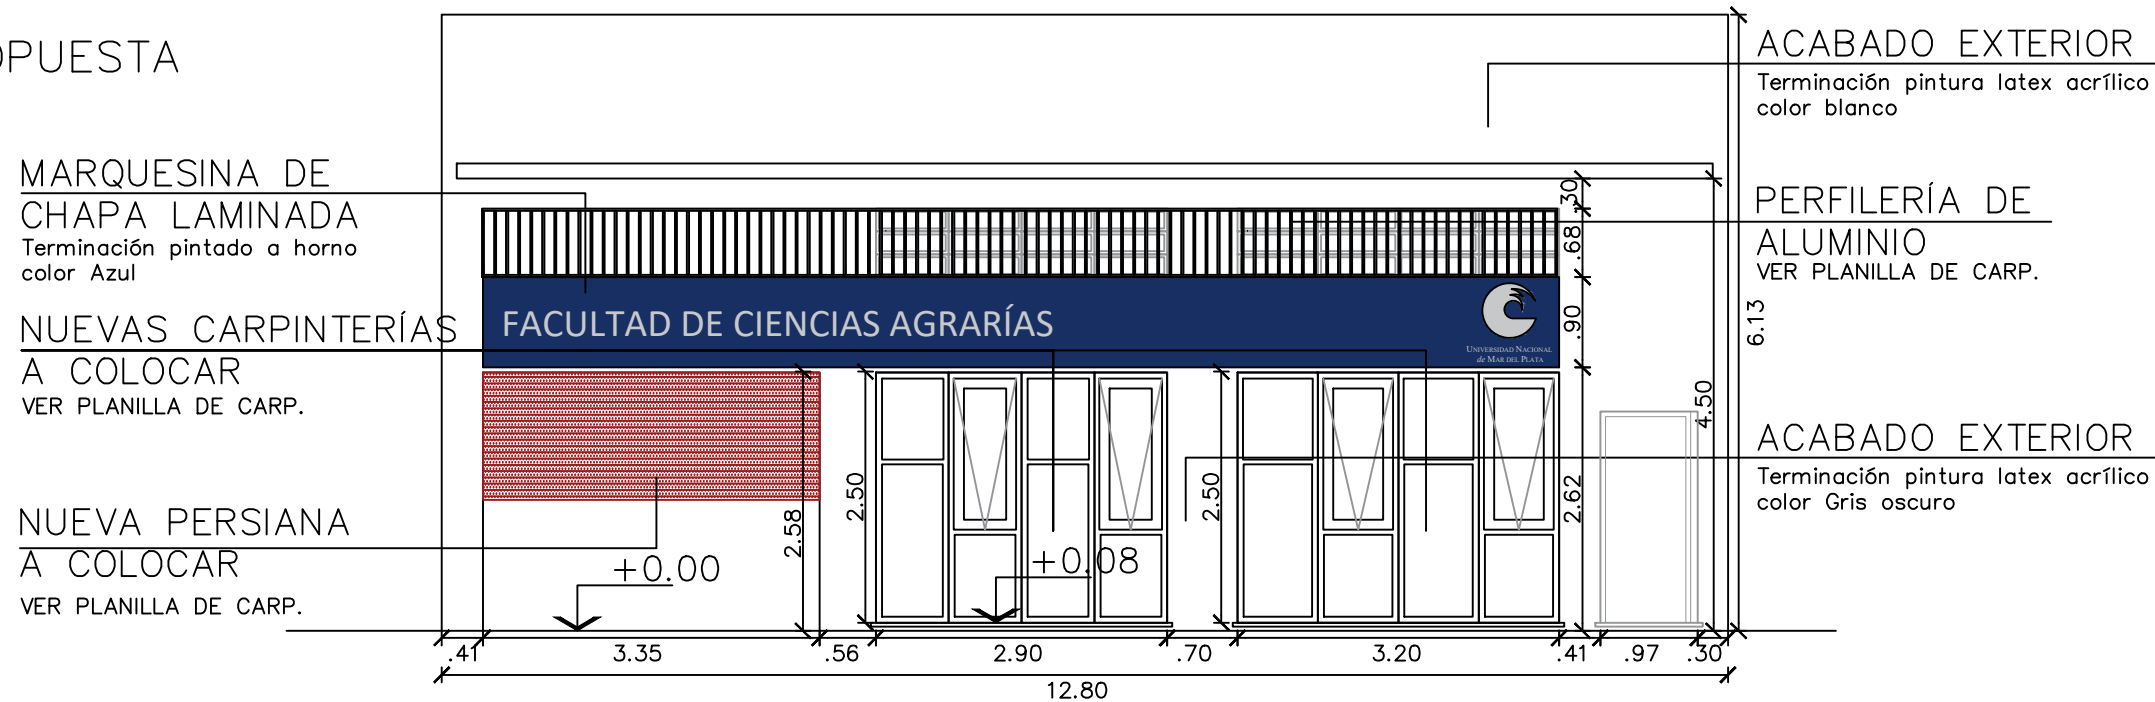 OPUESTA
MARQUESINA DE
CHAPA LAMINADA
Terminación pintado a horno
color Azul
NUEVAS CARPINTERÍAS
A COLOCAR
VER PLANILLA DE CARP.
NUEVA PERSIANA
A COLOCAR
VER PLANILLA DE CARP.
FACULTAD DE CIENCIAS AGRARÍAS
UNIVERSIDAD NACIONAL
de MAR DEL PLATA
+0.00
+0.08
2.58
2.50
2.50
.30
.68
.90
2.62
4.50
6.13
.41
3.35
.56
2.90
.70
3.20
.41
.97
.30
12.80
ACABADO EXTERIOR
Terminación pintura latex acrílico
color blanco
PERFILERÍA DE
ALUMINIO
VER PLANILLA DE CARP.
ACABADO EXTERIOR
Terminación pintura latex acrílico
color Gris oscuro